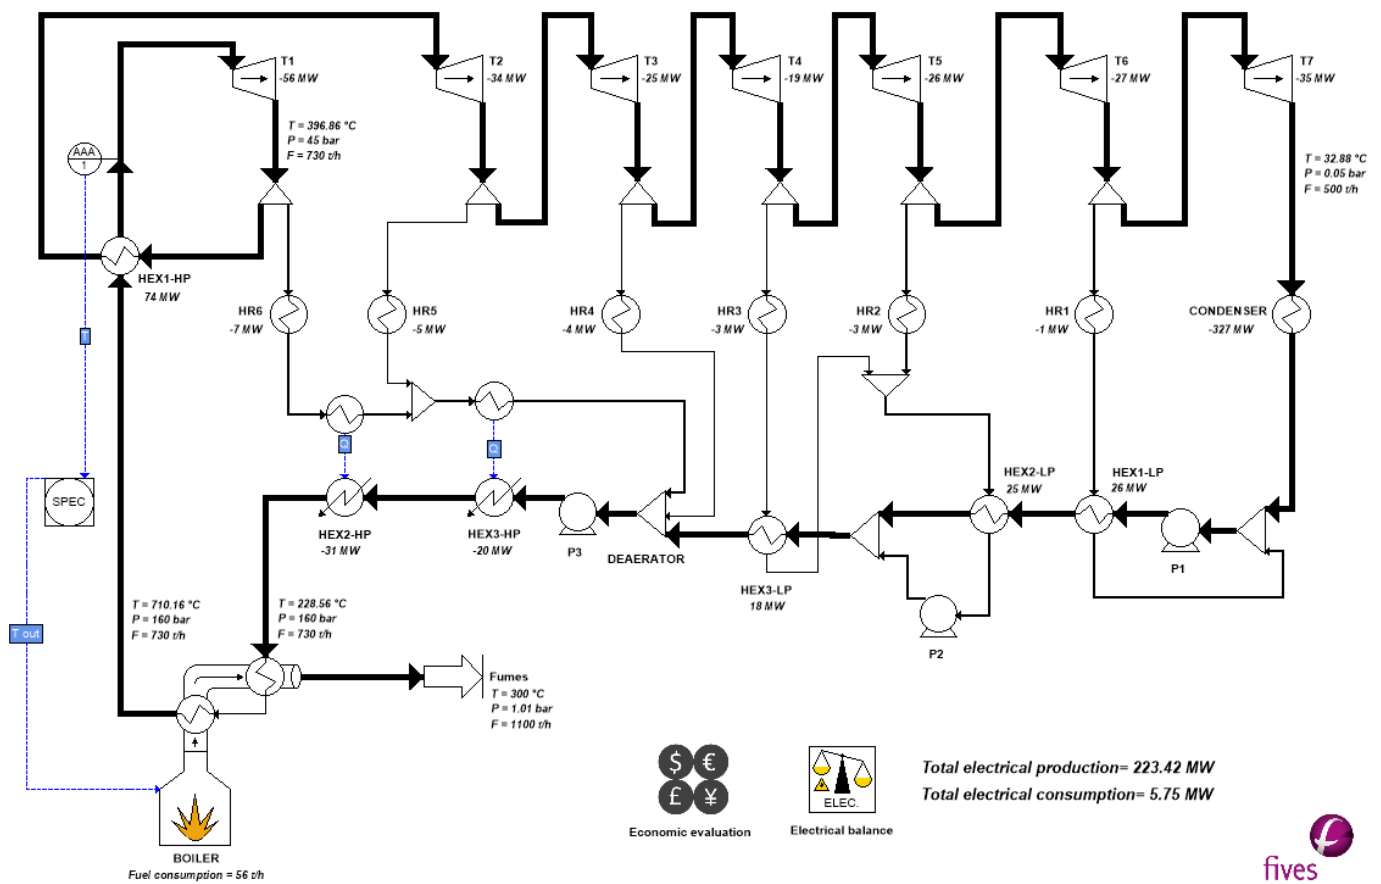 T1
-56 MW
T2
-34 MW
T3
-25 MW
T4
-19 MW
T5
-26 MW
T6
-27 MW
T7
-35 MW
T = 396.86 °C
P = 45 bar
F = 730 t/h
AAA
1
T = 32.88 °C
P = 0.05 bar
F = 500 t/h
HEX1-HP
74 MW
HR6
-7 MW
HR5
-5 MW
HR4
-4 MW
HR3
-3 MW
HR2
-3 MW
HR1
-1 MW
CONDENSER
-327 MW
T
Q
Q
SPEC
HEX2-HP
-31 MW
HEX3-HP
-20 MW
P3
DEAERATOR
HEX3-LP
18 MW
HEX2-LP
25 MW
HEX1-LP
26 MW
P1
P2
T = 710.16 °C
P = 160 bar
F = 730 t/h
T = 228.56 °C
P = 160 bar
F = 730 t/h
T out
Fumes
T = 300 °C
P = 1.01 bar
F = 1100 t/h
BOILER
Fuel consumption = 56 t/h
$ €
£ ¥
Economic evaluation
ELEC.
Electrical balance
Total electrical production= 223.42 MW
Total electrical consumption= 5.75 MW
fives